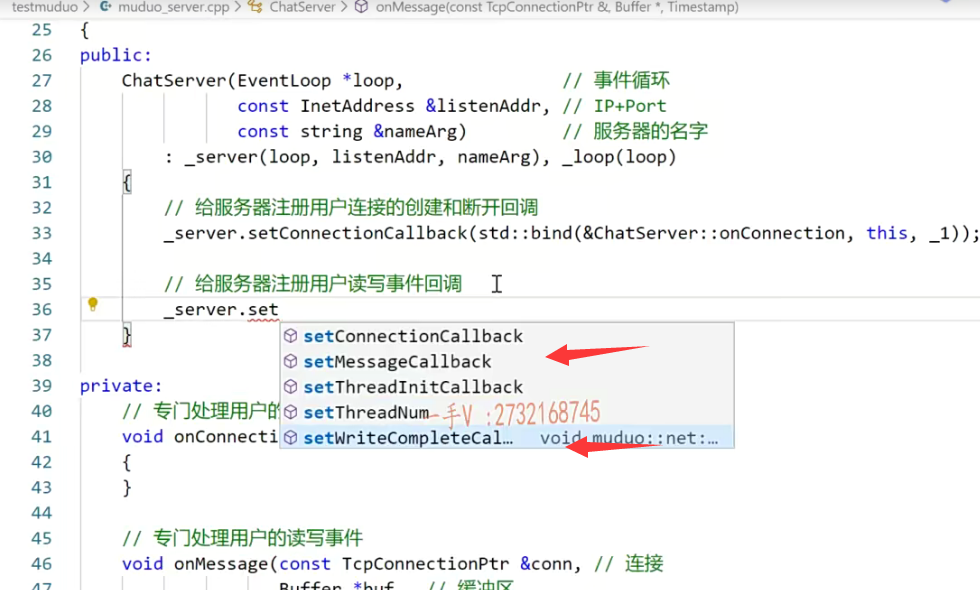 testmuduo > muduo_server.cpp > ChatServer > onMessage(const TcpConnectionPtr &, Buffer *, Timestamp)
25 {
26 public:
27 ChatServer(EventLoop *loop, // 事件循环
28 const InetAddress &listenAddr, // IP+Port
29 const string &nameArg) // 服务器的名字
30 : _server(loop, listenAddr, nameArg), _loop(loop)
31 {
32 // 给服务器注册用户连接的创建和断开回调
33 _server.setConnectionCallback(std::bind(&ChatServer::onConnection, this, _1));
34
35 // 给服务器注册用户读写事件回调
36 _server.set
setConnectionCallback
37 }
setMessageCallback
38
setThreadInitCallback
39 private:
setThreadNum
一手V :2732168745
40 // 专门处理用户的
setWriteCompleteCal… void muduo::net:…
41 void onConnecti
42 {
43 }
44
45 // 专门处理用户的读写事件
46 void onMessage(const TcpConnectionPtr &conn, // 连接
47 Buffer *buf, // 缓冲区